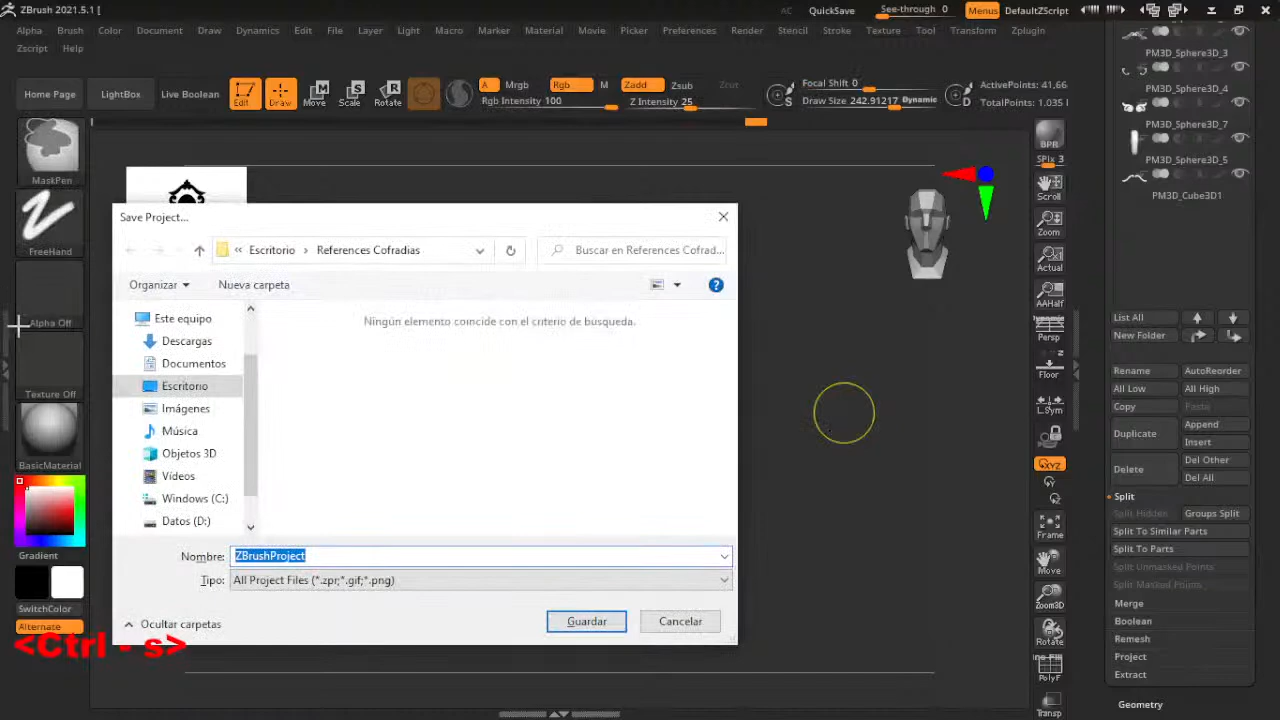 ZBrush 2021.5.1 [
AC
QuickSave
See-through 0
Menus
DefaultZScript
Alpha
Brush
Color
Document
Draw
Dynamics
Edit
File
Layer
Light
Macro
Marker
Material
Movie
Picker
Preferences
Render
Stencil
Stroke
Texture
Tool
Transform
Zplugin
Zscript
Help
Home Page
LightBox
Live Boolean
Edit
Draw
Move
Scale
Rotate
A
Mrgb
Rgb
M
Rgb Intensity 100
Zadd
Zsub
Zcut
Z Intensity 25
Focal Shift 0
Draw Size 242.91217
Dynamic
S
D
ActivePoints: 41,66
TotalPoints: 1.035 l
MaskPen
FreeHand
Alpha Off
Texture Off
BasicMaterial
Gradient
SwitchColor
Alternate
<Ctrl - s>
Save Project...
« Escritorio › References Cofradias
Buscar en References Cofrad...
Organizar
Nueva carpeta
Este equipo
Descargas
Documentos
Escritorio
Imágenes
Música
Objetos 3D
Vídeos
Windows (C:)
Datos (D:)
Ningún elemento coincide con el criterio de búsqueda.
Nombre: ZBrushProject
Tipo: All Project Files (*.zpr;*.gif;*.png)
Ocultar carpetas
Guardar
Cancelar
BPR
SPix 3
Scroll
Zoom
Actual
AAHalf
Dynamic
Persp
Floor
L.Sym
XYZ
Y
Z
Frame
Move
Zoom3D
Rotate
Line Fill
PolyF
Transp
PM3D_Sphere3D_3
PM3D_Sphere3D_4
PM3D_Sphere3D_7
PM3D_Sphere3D_5
PM3D_Cube3D1
List All
New Folder
Rename
AutoReorder
All Low
All High
Copy
Paste
Duplicate
Append
Insert
Delete
Del Other
Del All
Split
Split Hidden
Groups Split
Split To Similar Parts
Split To Parts
Split Unmasked Points
Split Masked Points
Merge
Boolean
Remesh
Project
Extract
Geometry